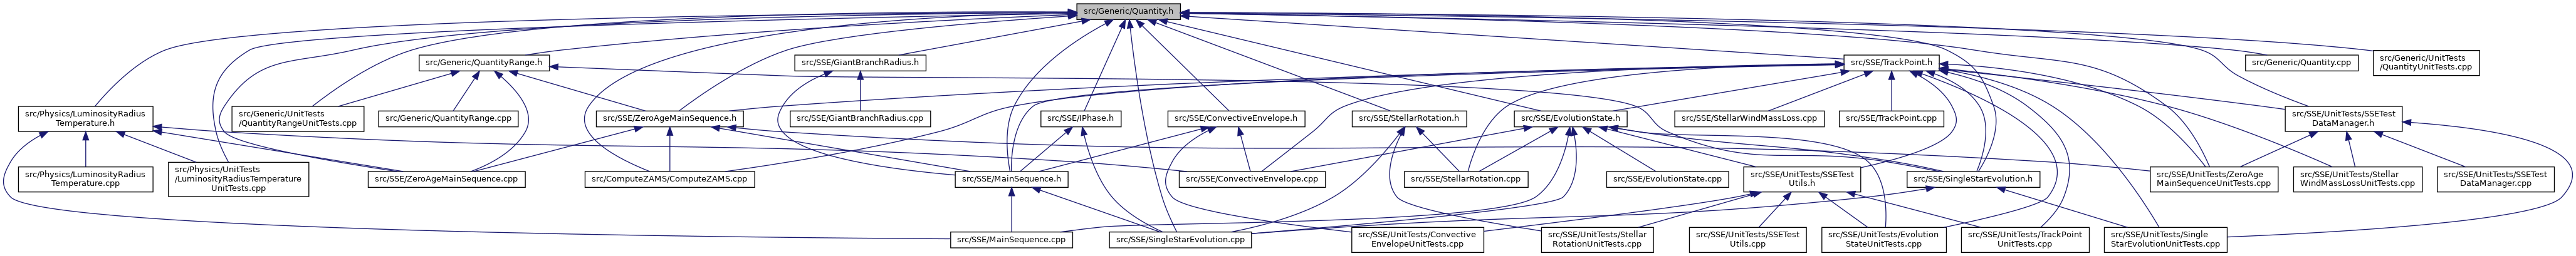 src/Generic/Quantity.h
src/Generic/QuantityRange.h
src/SSE/GiantBranchRadius.h
src/SSE/TrackPoint.h
src/Generic/Quantity.cpp
src/Generic/UnitTests
/QuantityUnitTests.cpp
src/Physics/LuminosityRadius
Temperature.h
src/Generic/UnitTests
/QuantityRangeUnitTests.cpp
src/Generic/QuantityRange.cpp
src/SSE/ZeroAgeMainSequence.h
src/SSE/GiantBranchRadius.cpp
src/SSE/IPhase.h
src/SSE/ConvectiveEnvelope.h
src/SSE/StellarRotation.h
src/SSE/EvolutionState.h
src/SSE/StellarWindMassLoss.cpp
src/SSE/TrackPoint.cpp
src/SSE/UnitTests/SSETest
DataManager.h
src/Physics/LuminosityRadius
Temperature.cpp
src/Physics/UnitTests
/LuminosityRadiusTemperature
UnitTests.cpp
src/SSE/ZeroAgeMainSequence.cpp
src/ComputeZAMS/ComputeZAMS.cpp
src/SSE/MainSequence.h
src/SSE/ConvectiveEnvelope.cpp
src/SSE/StellarRotation.cpp
src/SSE/EvolutionState.cpp
src/SSE/UnitTests/SSETest
Utils.h
src/SSE/SingleStarEvolution.h
src/SSE/UnitTests/ZeroAge
MainSequenceUnitTests.cpp
src/SSE/UnitTests/Stellar
WindMassLossUnitTests.cpp
src/SSE/UnitTests/SSETest
DataManager.cpp
src/SSE/MainSequence.cpp
src/SSE/SingleStarEvolution.cpp
src/SSE/UnitTests/Convective
EnvelopeUnitTests.cpp
src/SSE/UnitTests/Stellar
RotationUnitTests.cpp
src/SSE/UnitTests/SSETest
Utils.cpp
src/SSE/UnitTests/Evolution
StateUnitTests.cpp
src/SSE/UnitTests/TrackPoint
UnitTests.cpp
src/SSE/UnitTests/Single
StarEvolutionUnitTests.cpp